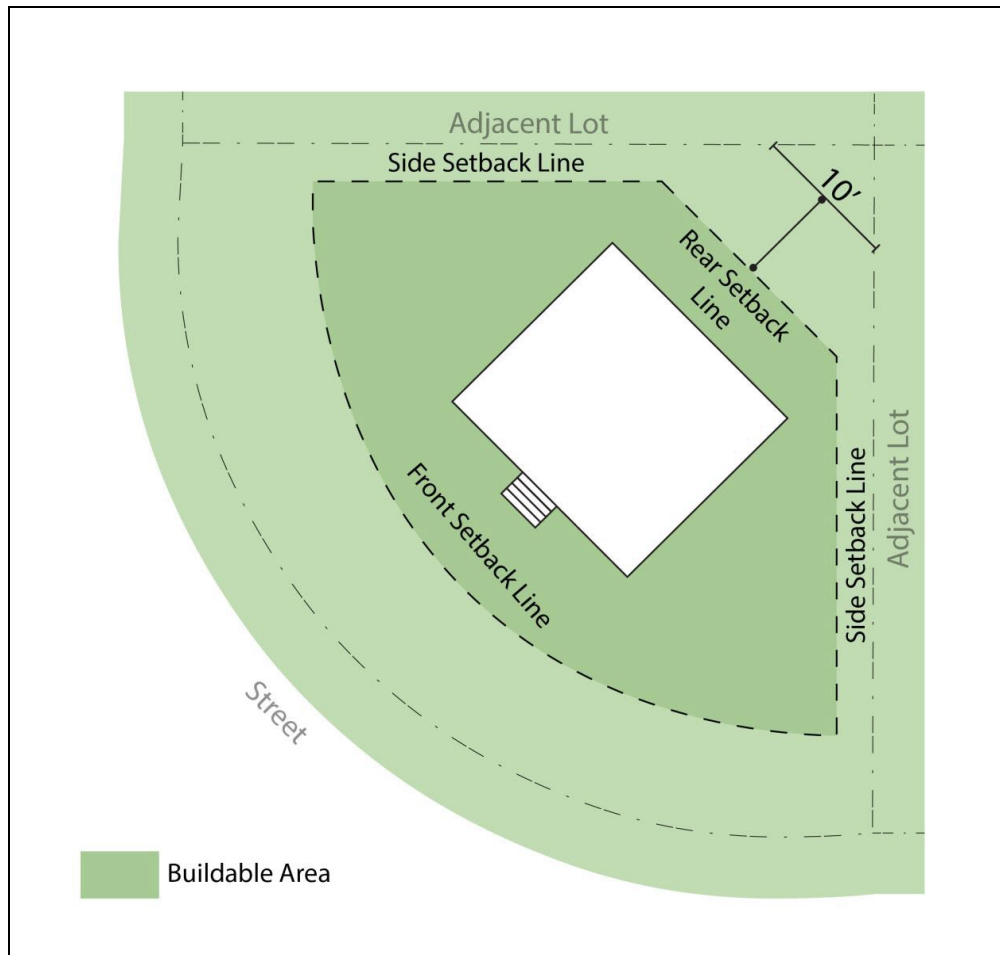 Adjacent Lot
Side Setback Line
10′
Rear Setback
Line
Adjacent Lot
Side Setback Line
Front Setback Line
Street
Buildable Area